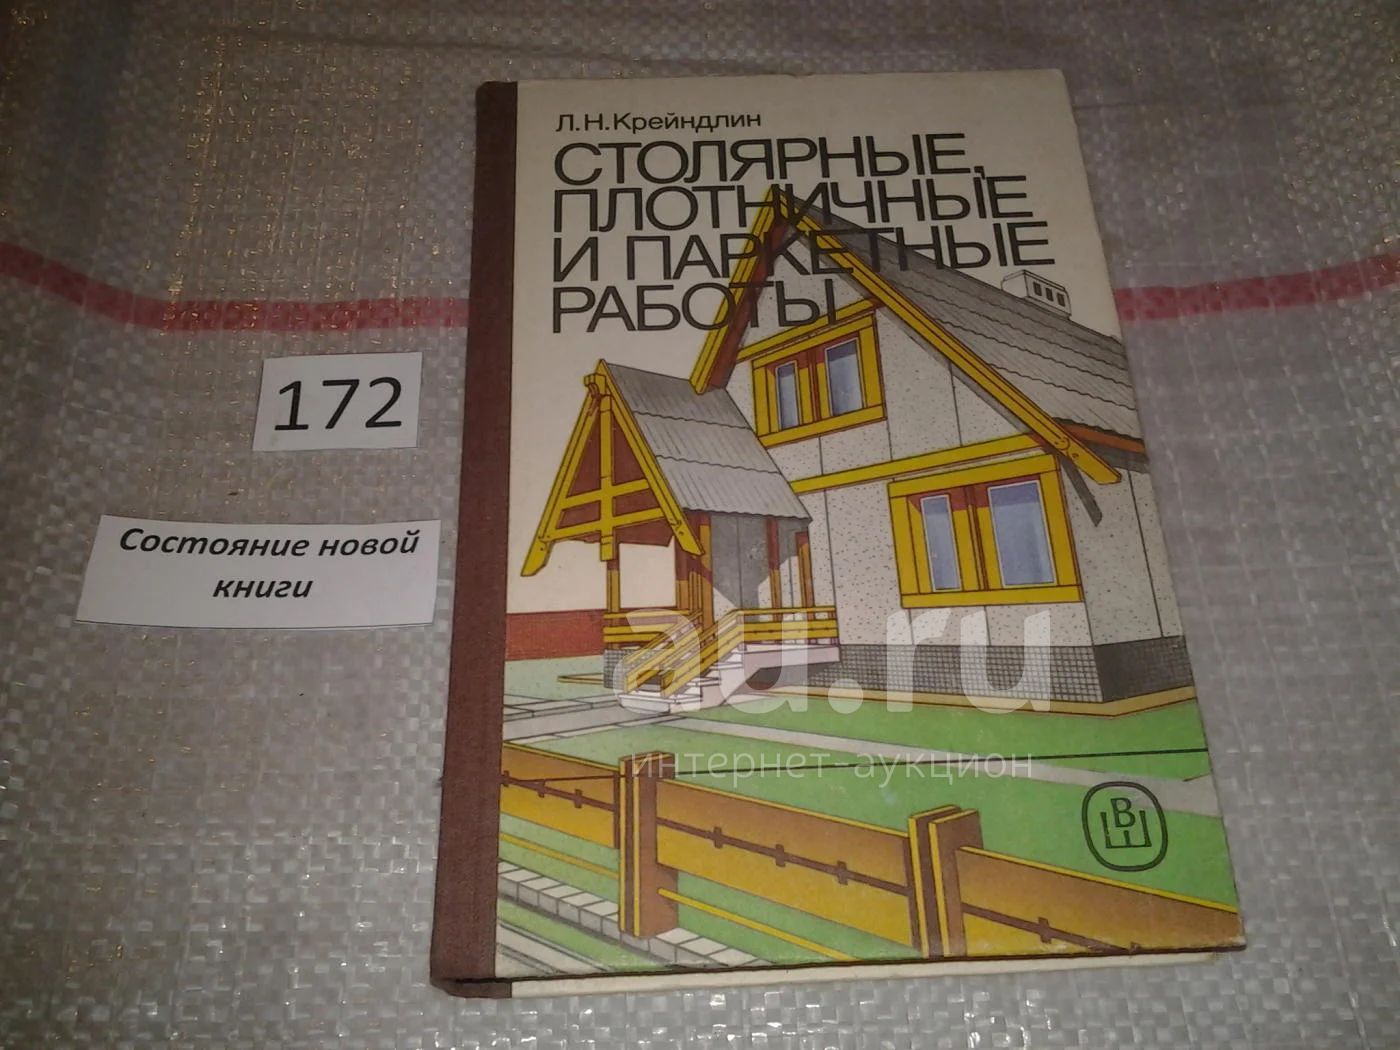 Л.Н.Крейндлин
СТОЛЯРНЫЕ,
ПЛОТНИЧНЫЕ
И ПАРКЕТНЫЕ
РАБОТЫ
172
Состояние новой
книги
au.ru
интернет-аукцион
ВШ